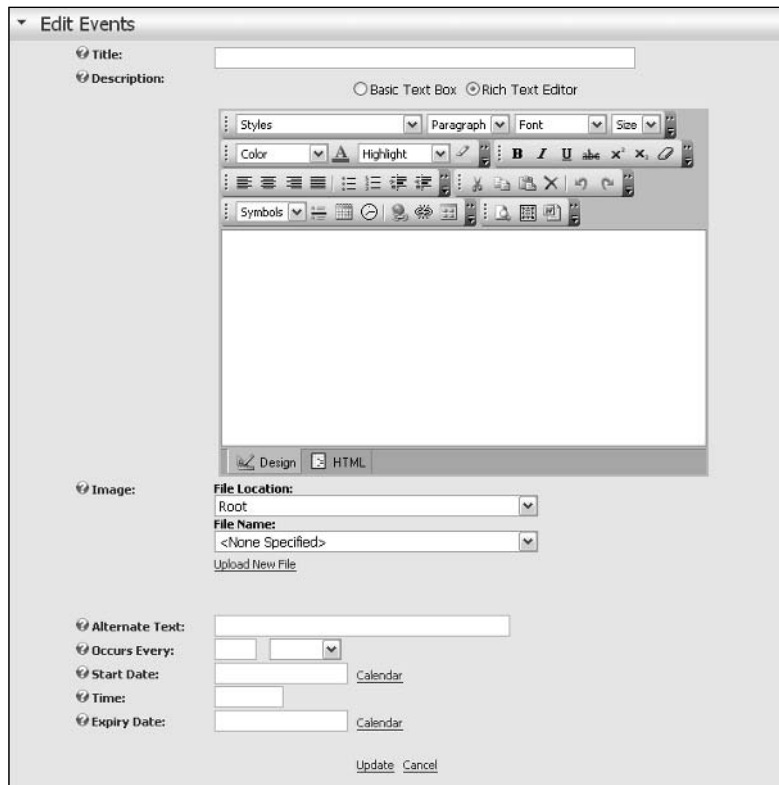 Edit Events
Title:
Description:
Basic Text Box Rich Text Editor
Styles Paragraph Font Size
Color A Highlight B I U abc x² x₂
Symbols
Design HTML
Image:
File Location:
Root
File Name:
<None Specified>
Upload New File
Alternate Text:
Occurs Every:
Start Date: Calendar
Time:
Expiry Date: Calendar
Update Cancel